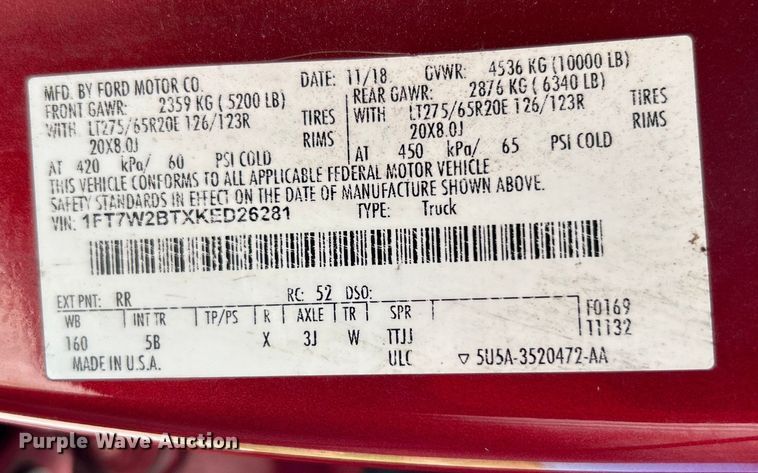 MFD. BY FORD MOTOR CO.
DATE: 11/18 GVWR: 4536 KG (10000 LB)
FRONT GAWR: 2359 KG ( 5200 LB)
REAR GAWR: 2876 KG ( 6340 LB)
WITH LT275/65R20E 126/123R TIRES
WITH LT275/65R20E 126/123R TIRES
20X8.0J RIMS
20X8.0J RIMS
AT 420 kPa/ 60 PSI COLD
AT 450 kPa/ 65 PSI COLD
THIS VEHICLE CONFORMS TO ALL APPLICABLE FEDERAL MOTOR VEHICLE
SAFETY STANDARDS IN EFFECT ON THE DATE OF MANUFACTURE SHOWN ABOVE.
VIN: 1FT7W2BTXKED26281 TYPE: Truck
EXT PNT: RR RC: 52 DSO:
WB INT TR TP/PS R AXLE TR SPR F0169
160 5B X 3J W TTJJ T1132
MADE IN U.S.A. ULC ▽ 5U5A-3520472-AA
Purple Wave Auction